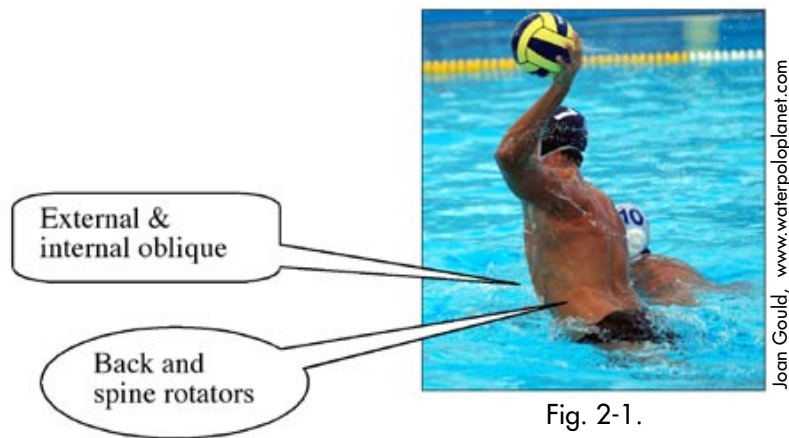 External &
internal oblique
Back and
spine rotators
10
Joan Gould, www.waterpoloplanet.com
Fig. 2-1.